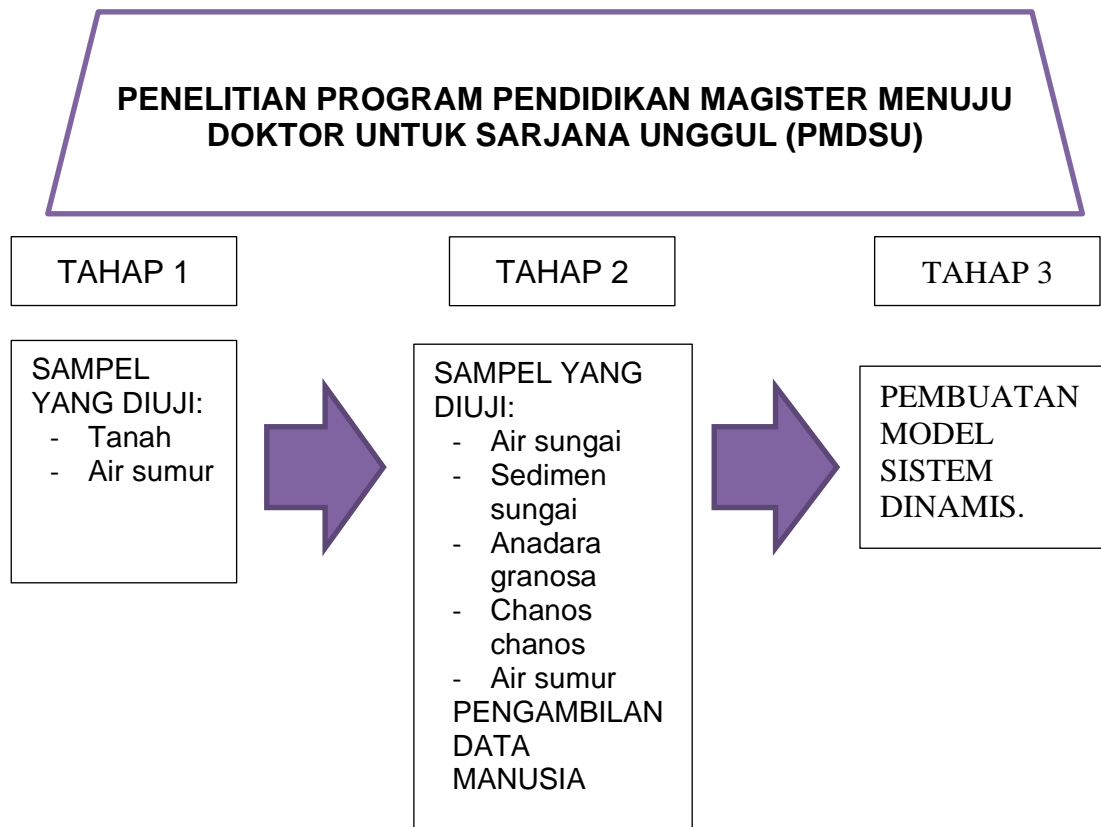 PENELITIAN PROGRAM PENDIDIKAN MAGISTER MENUJU
DOKTOR UNTUK SARJANA UNGGUL (PMDSU)
TAHAP 1
TAHAP 2
TAHAP 3
SAMPEL
YANG DIUJI:
- Tanah
- Air sumur
SAMPEL YANG
DIUJI:
- Air sungai
- Sedimen
sungai
- Anadara
granosa
- Chanos
chanos
- Air sumur
PENGAMBILAN
DATA
MANUSIA
PEMBUATAN
MODEL
SISTEM
DINAMIS.